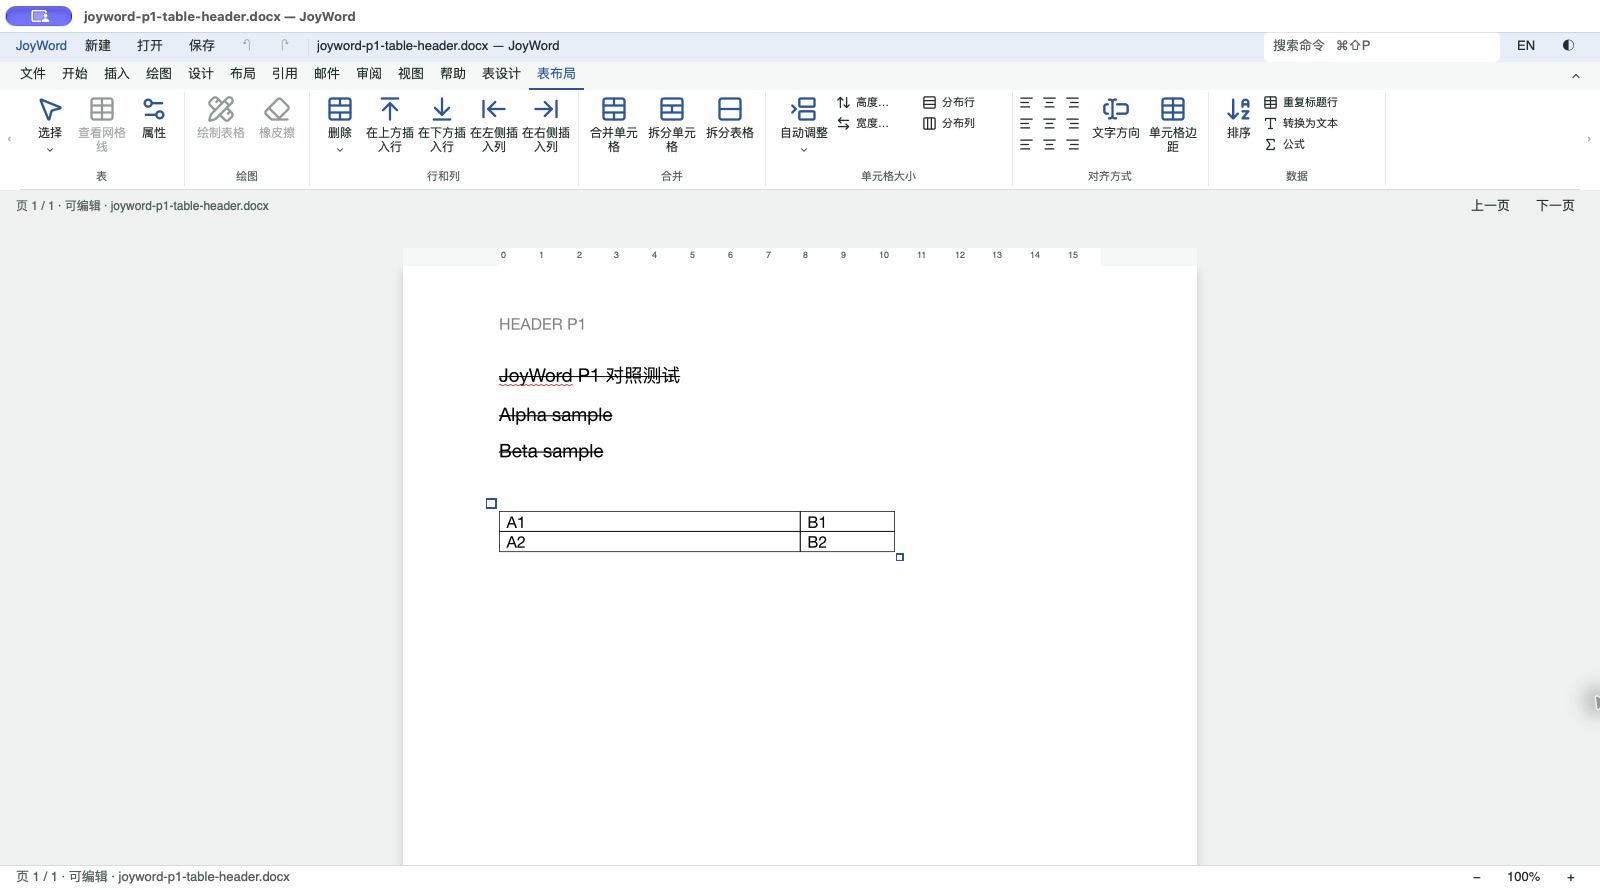 joyword-p1-table-header.docx — JoyWord
JoyWord 新建 打开 保存 joyword-p1-table-header.docx — JoyWord 搜索命令 ⌘⇧P EN
文件 开始 插入 绘图 设计 布局 引用 邮件 审阅 视图 帮助 表设计 表布局
选择 查看网格线 属性 绘制表格 橡皮擦 删除 在上方插入行 在下方插入行 在左侧插入列 在右侧插入列 合并单元格 拆分单元格 拆分表格 自动调整 高度... 宽度... 分布行 分布列 文字方向 单元格边距 排序 重复标题行 转换为文本 公式
表 绘图 行和列 合并 单元格大小 对齐方式 数据
页 1 / 1 · 可编辑 · joyword-p1-table-header.docx 上一页 下一页
0 1 2 3 4 5 6 7 8 9 10 11 12 13 14 15
HEADER P1
JoyWord P1 对照测试
Alpha sample
Beta sample
A1 B1
A2 B2
页 1 / 1 · 可编辑 · joyword-p1-table-header.docx − 100% +